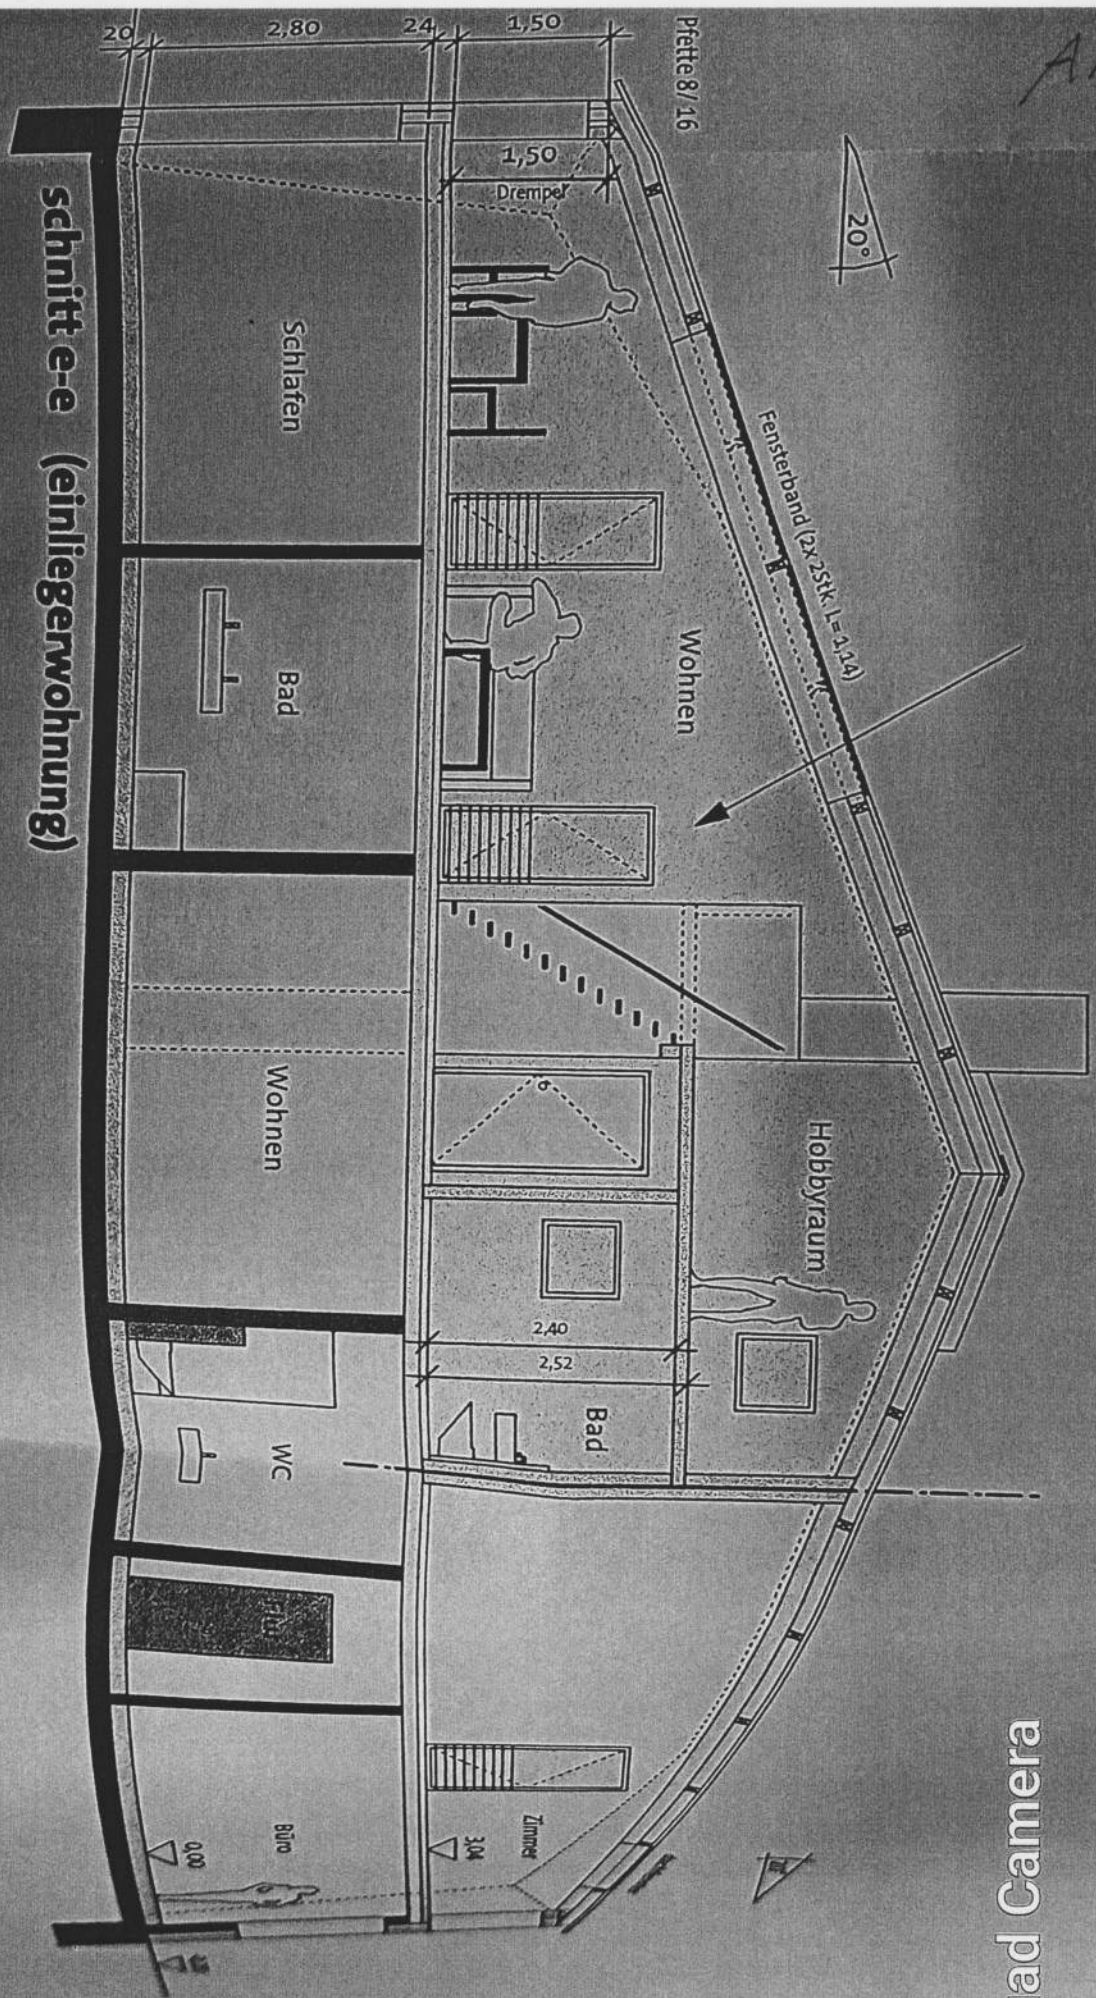 20
2,80
24
1,50
Pfette 8/16
1,50
Drempel
20°
Fensterband (2x 2Stk. L= 1,14)
Schlafen
Bad
Wohnen
Wohnen
Hobbyraum
2,40
2,52
Bad
WC
Flu
Zimmer
3,04
Büro
0,00
schnitt e-e (einliegerwohnung)
ad Camera